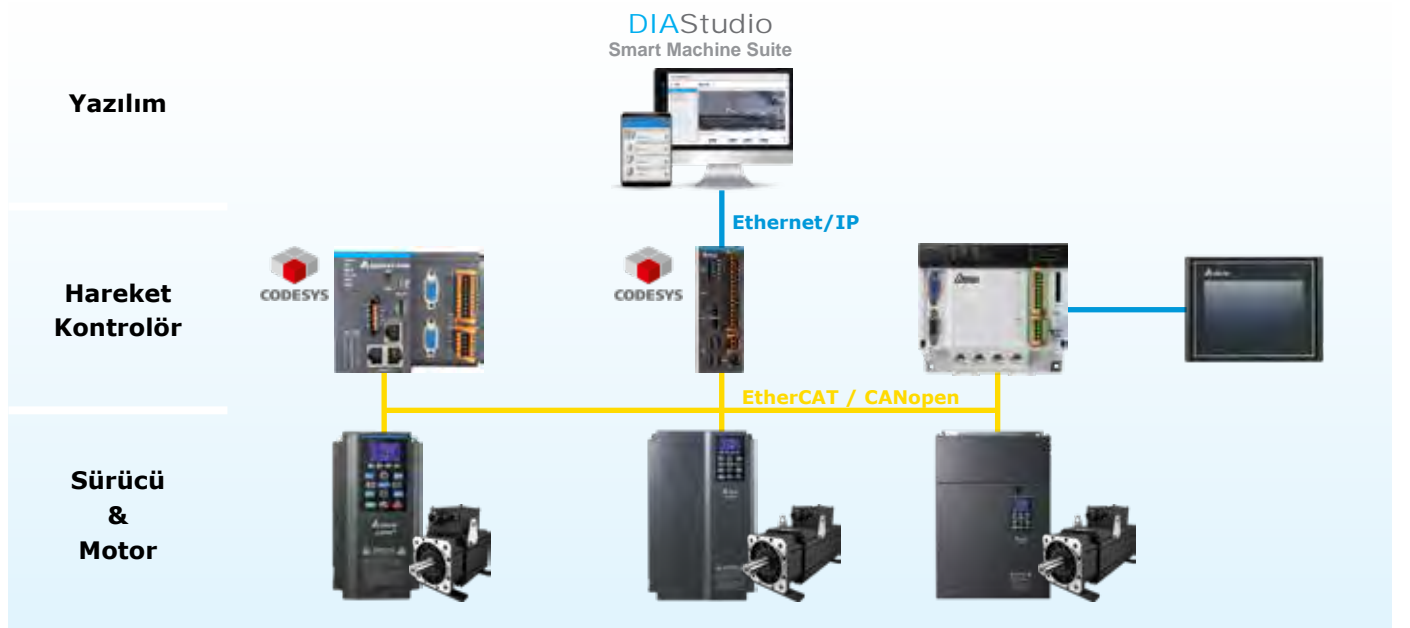 DIAStudio
Smart Machine Suite
Yazılım
Ethernet/IP
CODESYS
CODESYS
Hareket
Kontrolör
EtherCAT / CANopen
Sürücü
&
Motor